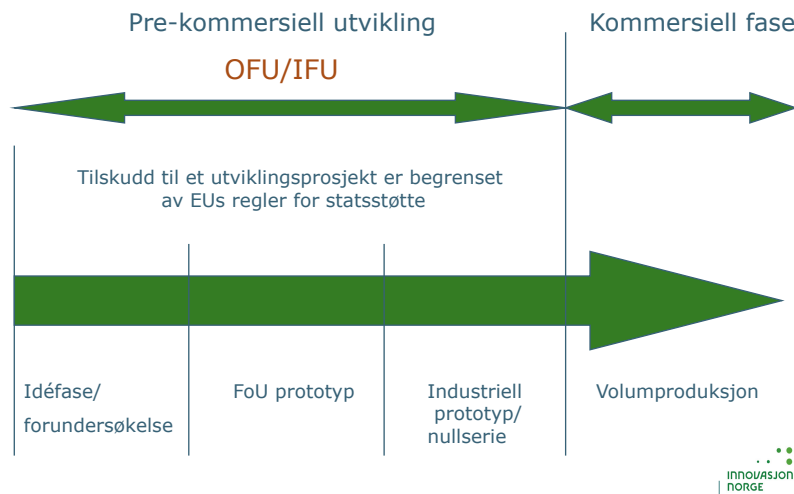 Pre-kommersiell utvikling
Kommersiell fase
OFU/IFU
Tilskudd til et utviklingsprosjekt er begrenset
av EUs regler for statsstøtte
Idéfase/
forundersøkelse
FoU prototyp
Industriell
prototyp/
nullserie
Volumproduksjon
INNOVASJON
NORGE